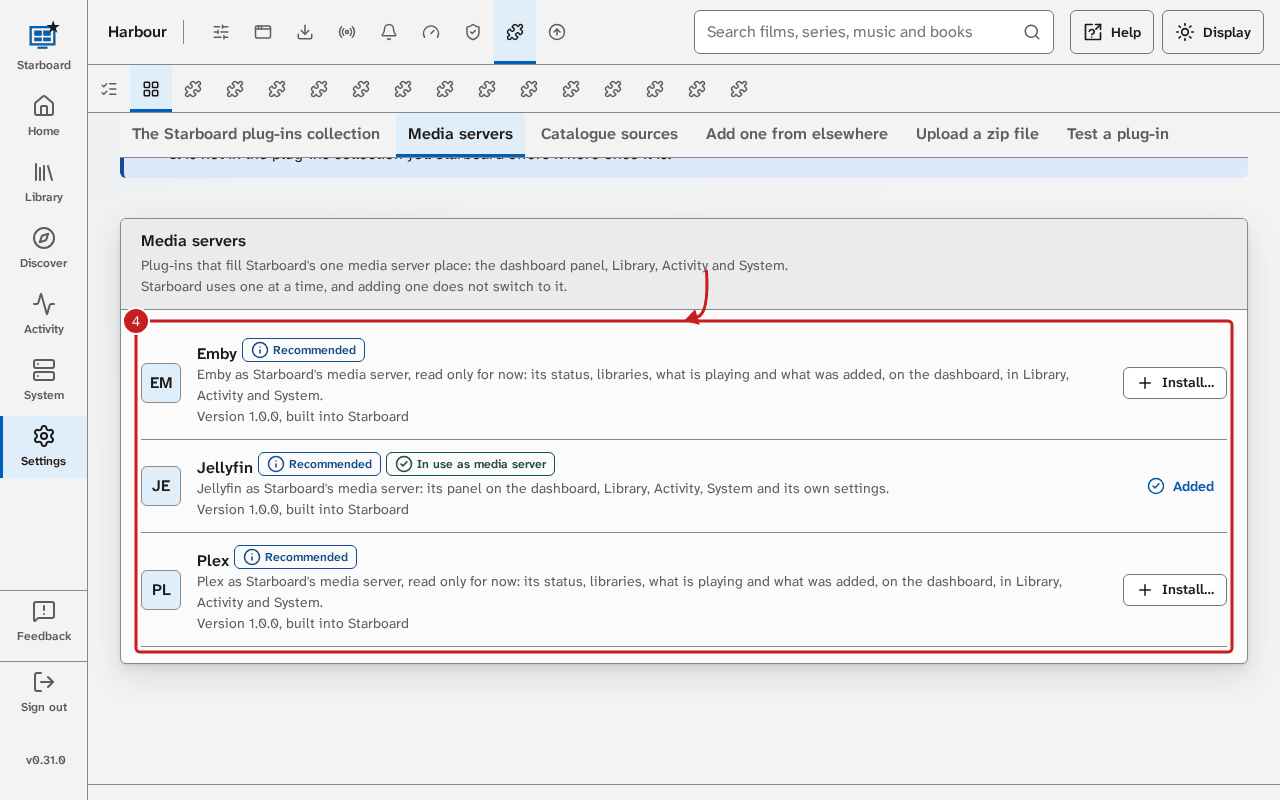 Starboard
Home
Library
Discover
Activity
System
Settings
Feedback
Sign out
v0.31.0
Harbour
Search films, series, music and books
Help
Display
The Starboard plug-ins collection
Media servers
Catalogue sources
Add one from elsewhere
Upload a zip file
Test a plug-in
Media servers
Plug-ins that fill Starboard's one media server place: the dashboard panel, Library, Activity and System.
Starboard uses one at a time, and adding one does not switch to it.
4
EM
Emby
Recommended
Emby as Starboard's media server, read only for now: its status, libraries, what is playing and what was added, on the dashboard, in Library,
Activity and System.
Version 1.0.0, built into Starboard
Install...
JE
Jellyfin
Recommended
In use as media server
Jellyfin as Starboard's media server: its panel on the dashboard, Library, Activity, System and its own settings.
Version 1.0.0, built into Starboard
Added
PL
Plex
Recommended
Plex as Starboard's media server, read only for now: its status, libraries, what is playing and what was added, on the dashboard, in Library,
Activity and System.
Version 1.0.0, built into Starboard
Install...